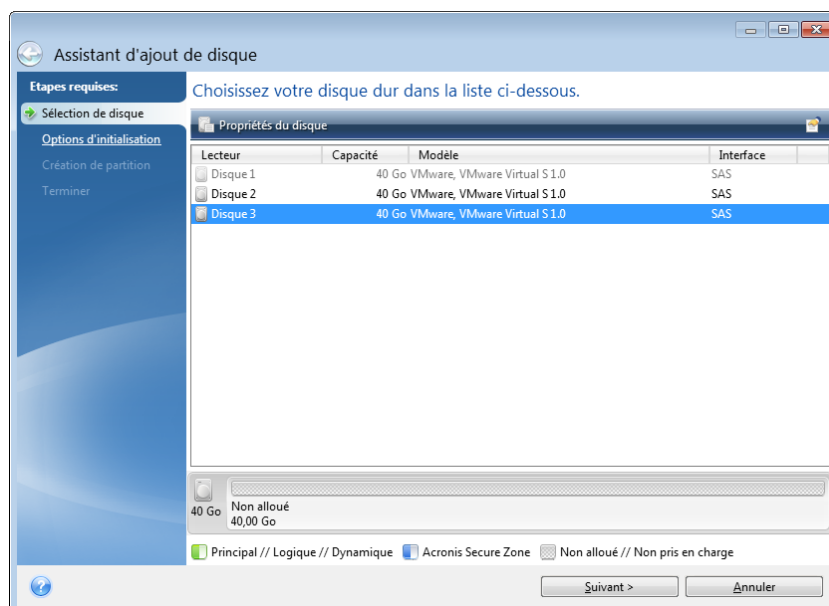 Assistant d'ajout de disque
Etapes requises:
Sélection de disque
Options d'initialisation
Création de partition
Terminer
Choisissez votre disque dur dans la liste ci-dessous.
Propriétés du disque
Lecteur Capacité Modèle Interface
Disque 1 40 Go VMware, VMware Virtual S 1.0 SAS
Disque 2 40 Go VMware, VMware Virtual S 1.0 SAS
Disque 3 40 Go VMware, VMware Virtual S 1.0 SAS
40 Go
Non alloué
40,00 Go
Principal // Logique // Dynamique Acronis Secure Zone Non alloué // Non pris en charge
Suivant > Annuler